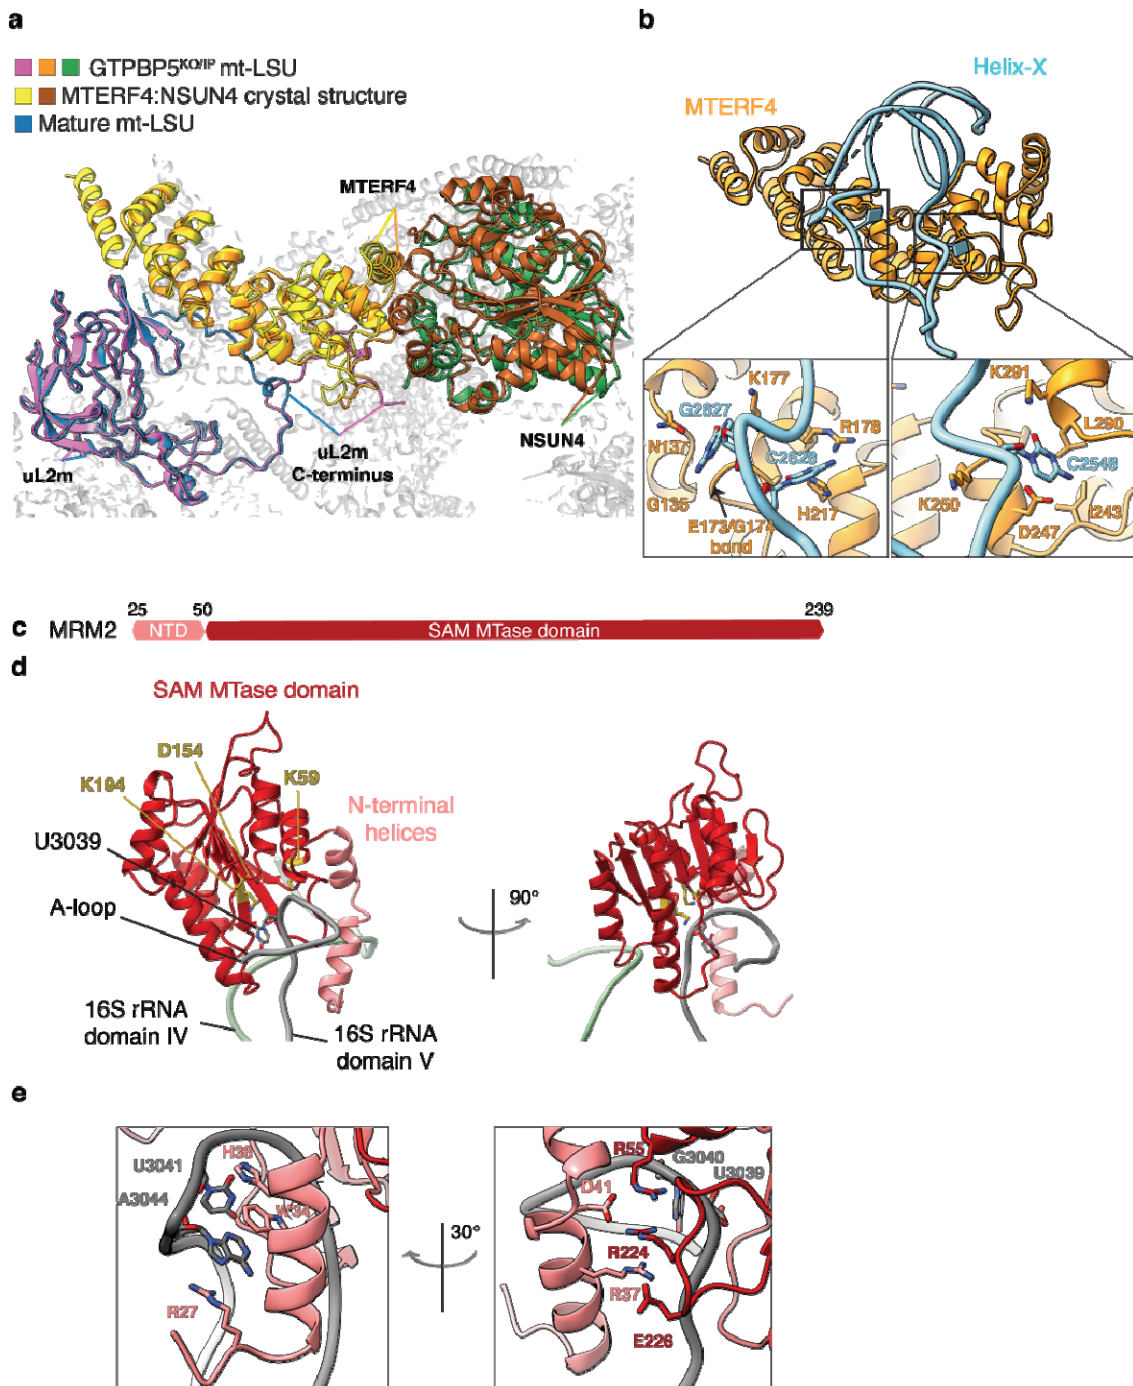 a
GTPBP5KO/IP mt-LSU
MTERF4:NSUN4 crystal structure
Mature mt-LSU
MTERF4
NSUN4
uL2m
uL2m
C-terminus
b
Helix-X
MTERF4
K177
G2627
N137
R178
C2628
G135
H217
E173/G174
bond
K291
L290
C2548
K250
I243
D247
c
MRM2
25
50
239
NTD
SAM MTase domain
d
SAM MTase domain
D154
K194
K59
U3039
N-terminal
helices
A-loop
16S rRNA
domain IV
16S rRNA
domain V
90°
e
U3041
H38
A3044
W34
R27
30°
R55
G3040
U3039
D41
R224
R37
E226